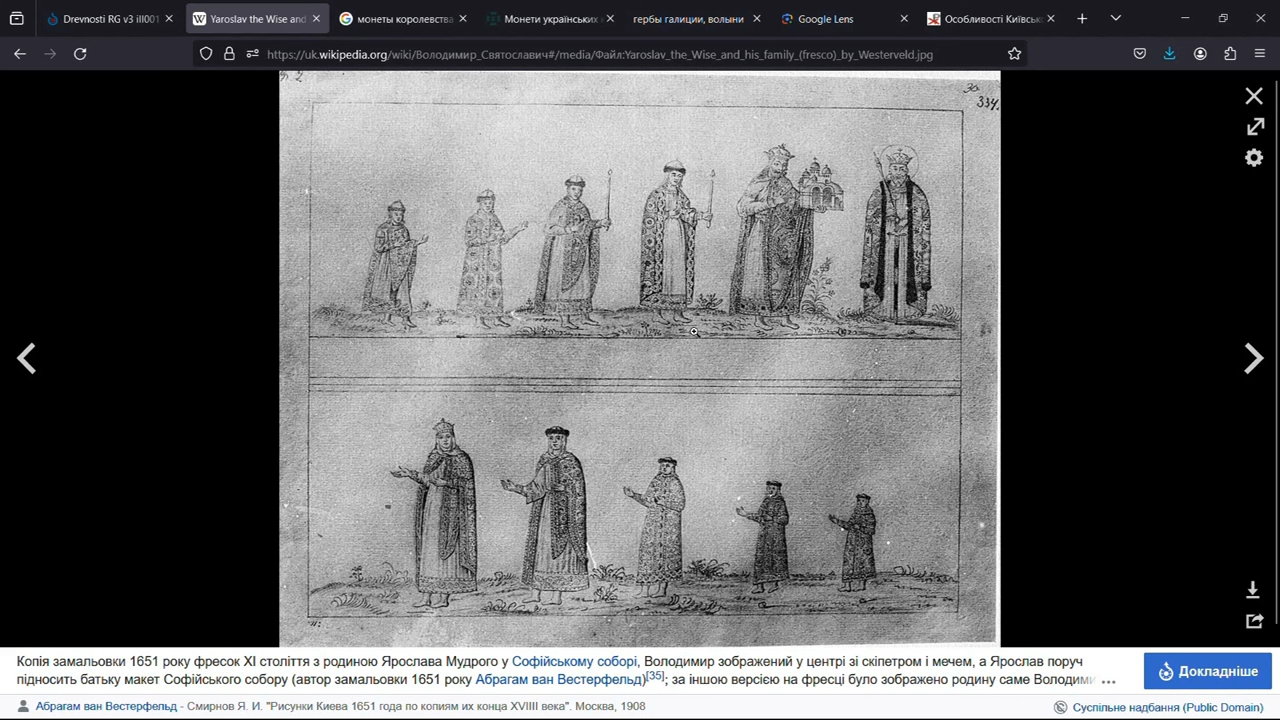 Drevnosti RG v3 ill001
Yaroslav the Wise and
монеты королевства
Монети українських
гербы галиции, волыни
Google Lens
Особливості Київськ
https://uk.wikipedia.org/wiki/Володимир_Святославич#/media/Файл:Yaroslav_the_Wise_and_his_family_(fresco)_by_Westerveld.jpg
334.
Копія замальовки 1651 року фресок XI століття з родиною Ярослава Мудрого у Софійському соборі, Володимир зображений у центрі зі скіпетром і мечем, а Ярослав поруч
підносить батьку макет Софійського собору (автор замальовки 1651 року Абрагам ван Вестерфельд)[35]; за іншою версією на фресці було зображено родину саме Володими ...
Докладніше
Абрагам ван Вестерфельд - Смирнов Я. И. "Рисунки Киева 1651 года по копиям их конца XVIIII века". Москва, 1908
Суспільне надбання (Public Domain)